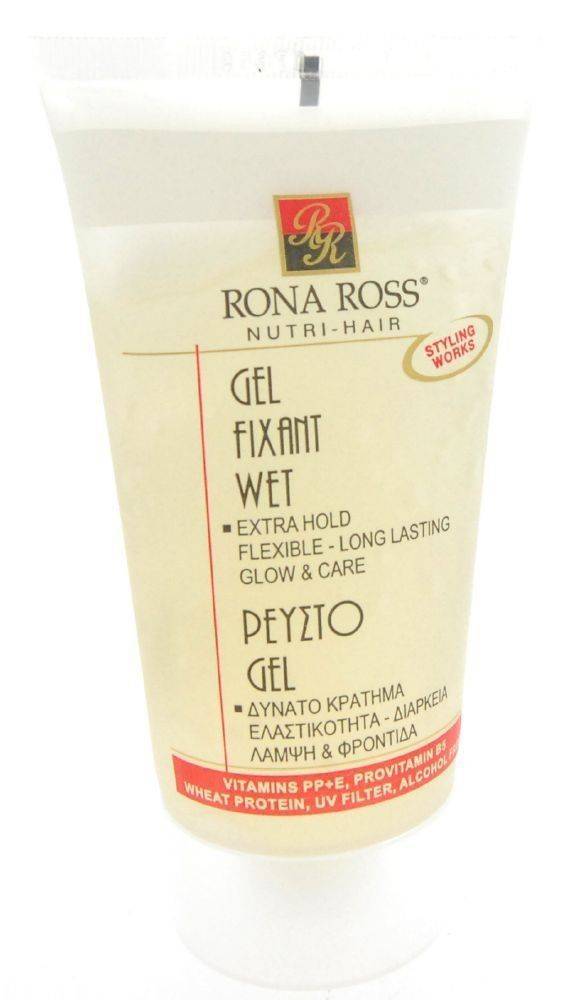 RR
RONA ROSS®
NUTRI-HAIR
STYLING
WORKS
GEL
FIXANT
WET
▪ EXTRA HOLD
FLEXIBLE - LONG LASTING
GLOW & CARE
ΡΕΥΣΤΟ
GEL
▪ ΔΥΝΑΤΟ ΚΡΑΤΗΜΑ
ΕΛΑΣΤΙΚΟΤΗΤΑ - ΔΙΑΡΚΕΙΑ
ΛΑΜΨΗ & ΦΡΟΝΤΙΔΑ
VITAMINS PP+E, PROVITAMIN B5
WHEAT PROTEIN, UV FILTER, ALCOHOL